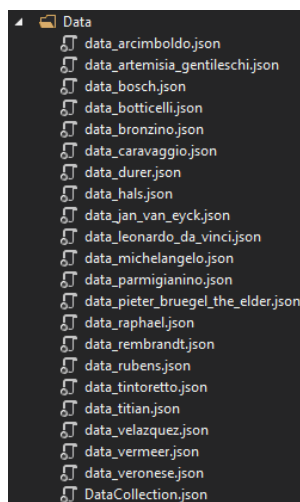 Data
data_arcimboldo.json
data_artemisia_gentileschi.json
data_bosch.json
data_botticelli.json
data_bronzino.json
data_caravaggio.json
data_durer.json
data_hals.json
data_jan_van_eyck.json
data_leonardo_da_vinci.json
data_michelangelo.json
data_parmigianino.json
data_pieter_bruegel_the_elder.json
data_raphael.json
data_rembrandt.json
data_rubens.json
data_tintoretto.json
data_titian.json
data_velazquez.json
data_vermeer.json
data_veronese.json
DataCollection.json